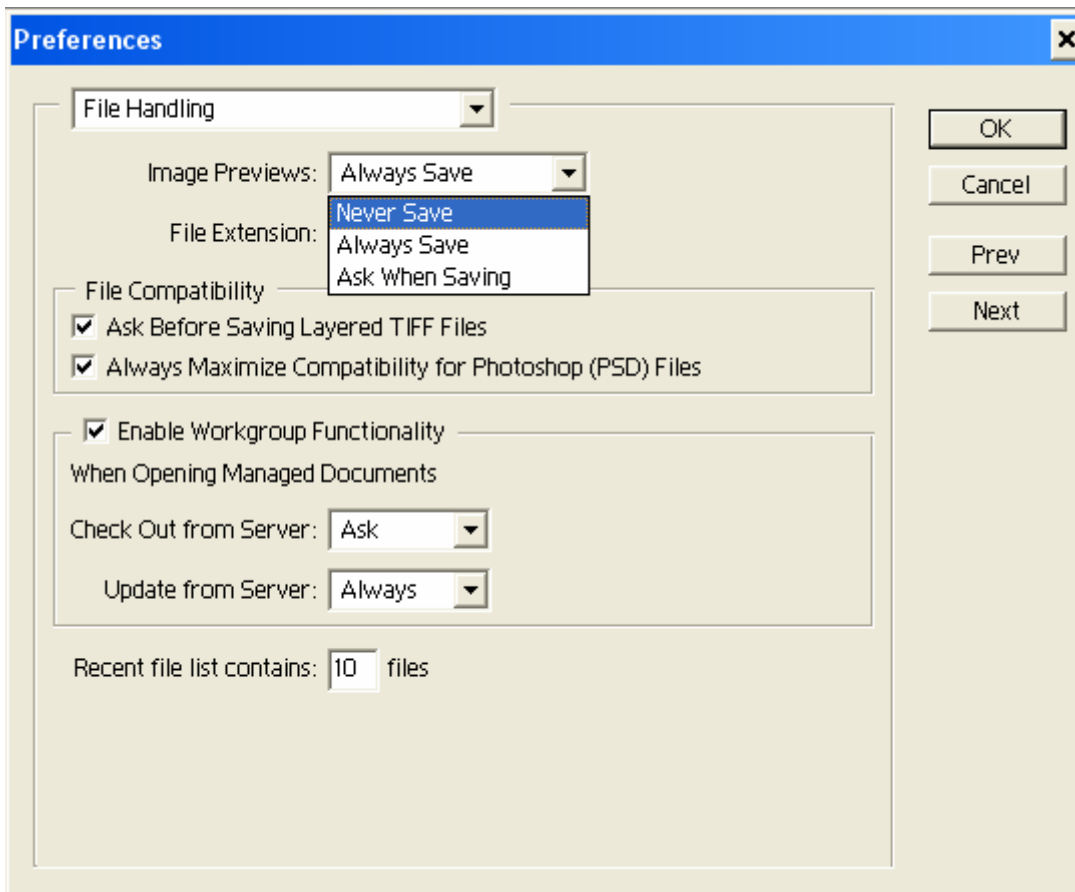 Preferences
File Handling
OK
Image Previews: Always Save
Cancel
Never Save
File Extension:
Always Save
Prev
Ask When Saving
File Compatibility
Next
Ask Before Saving Layered TIFF Files
Always Maximize Compatibility for Photoshop (PSD) Files
Enable Workgroup Functionality
When Opening Managed Documents
Check Out from Server: Ask
Update from Server: Always
Recent file list contains: 10 files